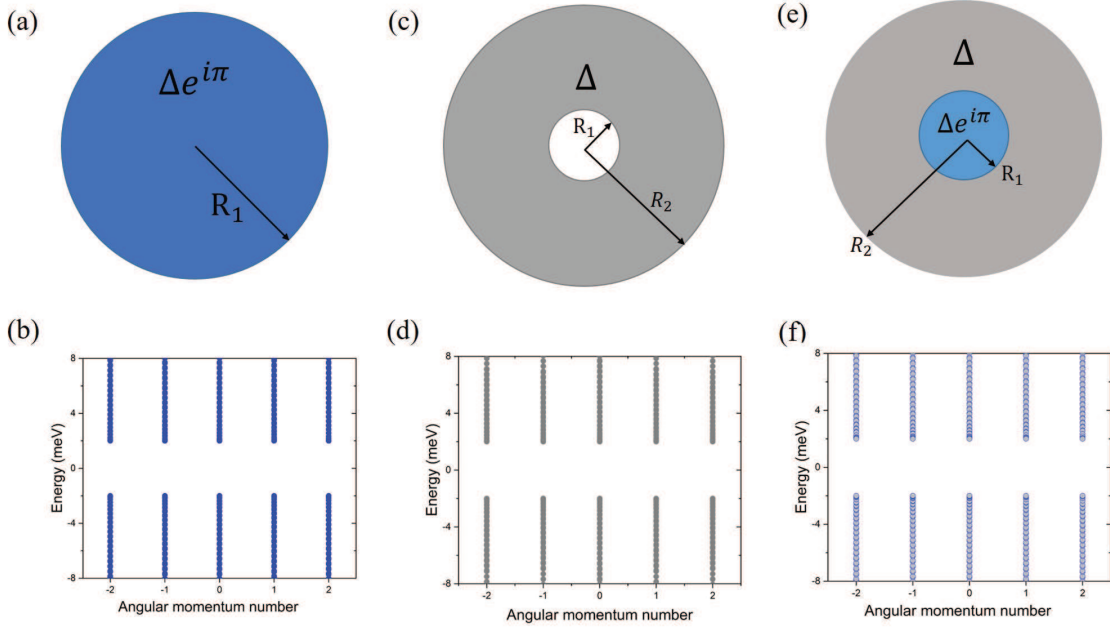 (a)
Δe^{iπ}
R₁
(c)
Δ
R₁
R₂
(e)
Δ
Δe^{iπ}
R₁
R₂
(b)
8
4
0
-4
-8
Energy (meV)
-2 -1 0 1 2
Angular momentum number
(d)
8
4
0
-4
-8
Energy (meV)
-2 -1 0 1 2
Angular momentum number
(f)
8
4
0
-4
-8
Energy (meV)
-2 -1 0 1 2
Angular momentum number